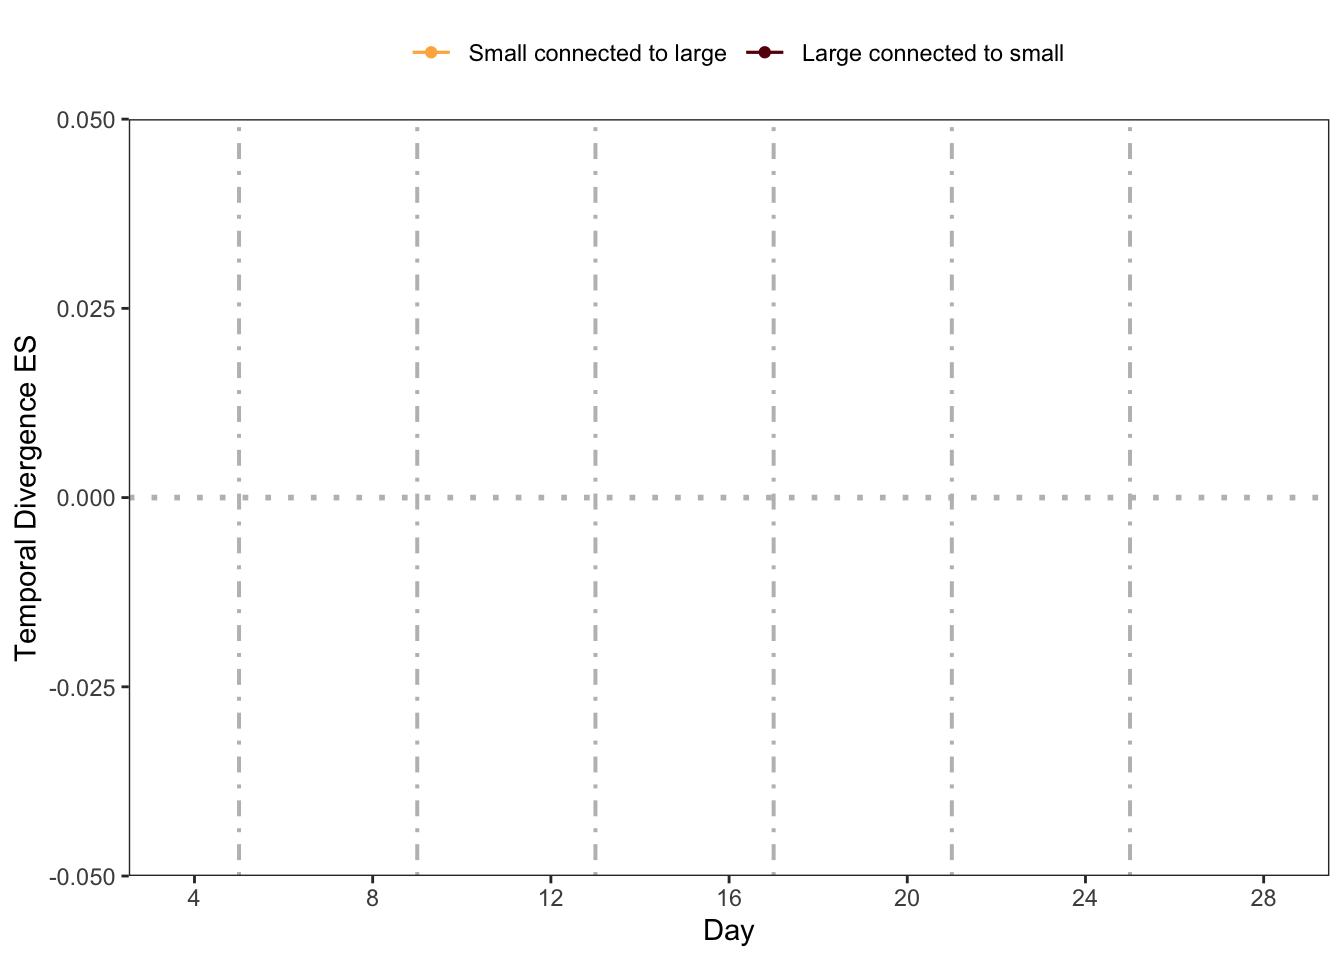 Small connected to large
Large connected to small
0.050
0.025
0.000
-0.025
-0.050
Temporal Divergence ES
4 8 12 16 20 24 28
Day